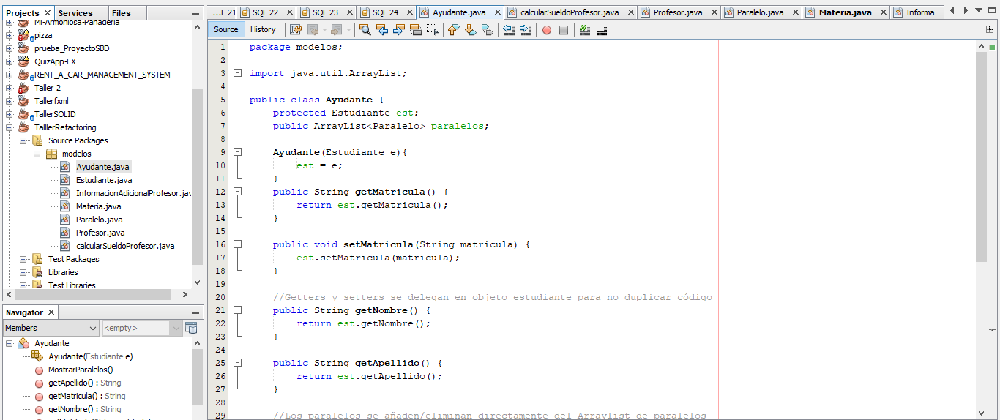 Projects Services Files
Mi-Armoniosa-Panaderia
pizza
prueba_ProyectoSBD
QuizApp-FX
RENT_A_CAR_MANAGEMENT_SYSTEM
Taller 2
Tallerfxml
TallerSOLID
TalllerRefactoring
Source Packages
modelos
Ayudante.java
Estudiante.java
InformacionAdicionalProfesor.jav
Materia.java
Paralelo.java
Profesor.java
calcularSueldoProfesor.java
Test Packages
Libraries
Test Libraries
Navigator
Members <empty>
Ayudante
Ayudante(Estudiante e)
MostrarParalelos()
getApellido() : String
getMatricula() : String
getNombre() : String
...L 21 SQL 22 SQL 23 SQL 24 Ayudante.java calcularSueldoProfesor.java Profesor.java Paralelo.java Materia.java Informa...
Source History
1 package modelos;
2
3 import java.util.ArrayList;
4
5 public class Ayudante {
6 protected Estudiante est;
7 public ArrayList<Paralelo> paralelos;
8
9 Ayudante(Estudiante e){
10 est = e;
11 }
12 public String getMatricula() {
13 return est.getMatricula();
14 }
15
16 public void setMatricula(String matricula) {
17 est.setMatricula(matricula);
18 }
19
20 //Getters y setters se delegan en objeto estudiante para no duplicar código
21 public String getNombre() {
22 return est.getNombre();
23 }
24
25 public String getApellido() {
26 return est.getApellido();
27 }
28
29 //Los paralelos se añaden/eliminan directamente del Arraylist de paralelos